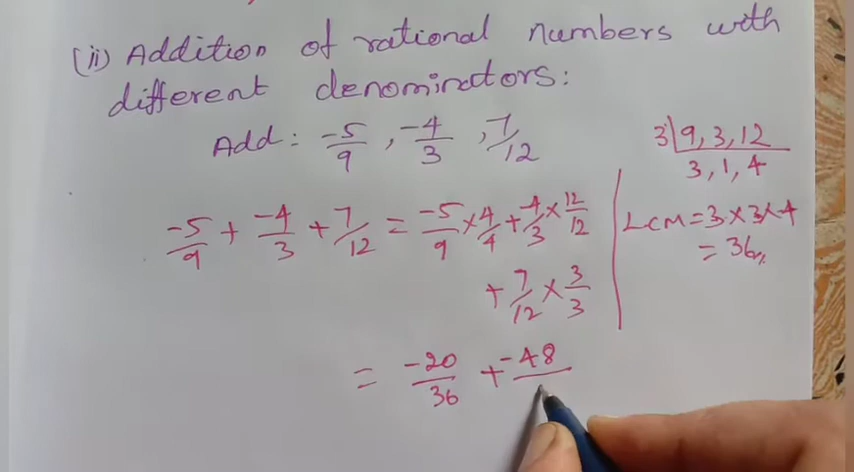 (ii) Addition of rational numbers with
different denominators:
Add: -5/9, -4/3, 7/12
3|9, 3, 12
3, 1, 4
-5/9 + -4/3 + 7/12 = -5/9 × 4/4 + -4/3 × 12/12
LCM = 3 × 3 × 4
= 36//
+ 7/12 × 3/3
= -20/36 + -48